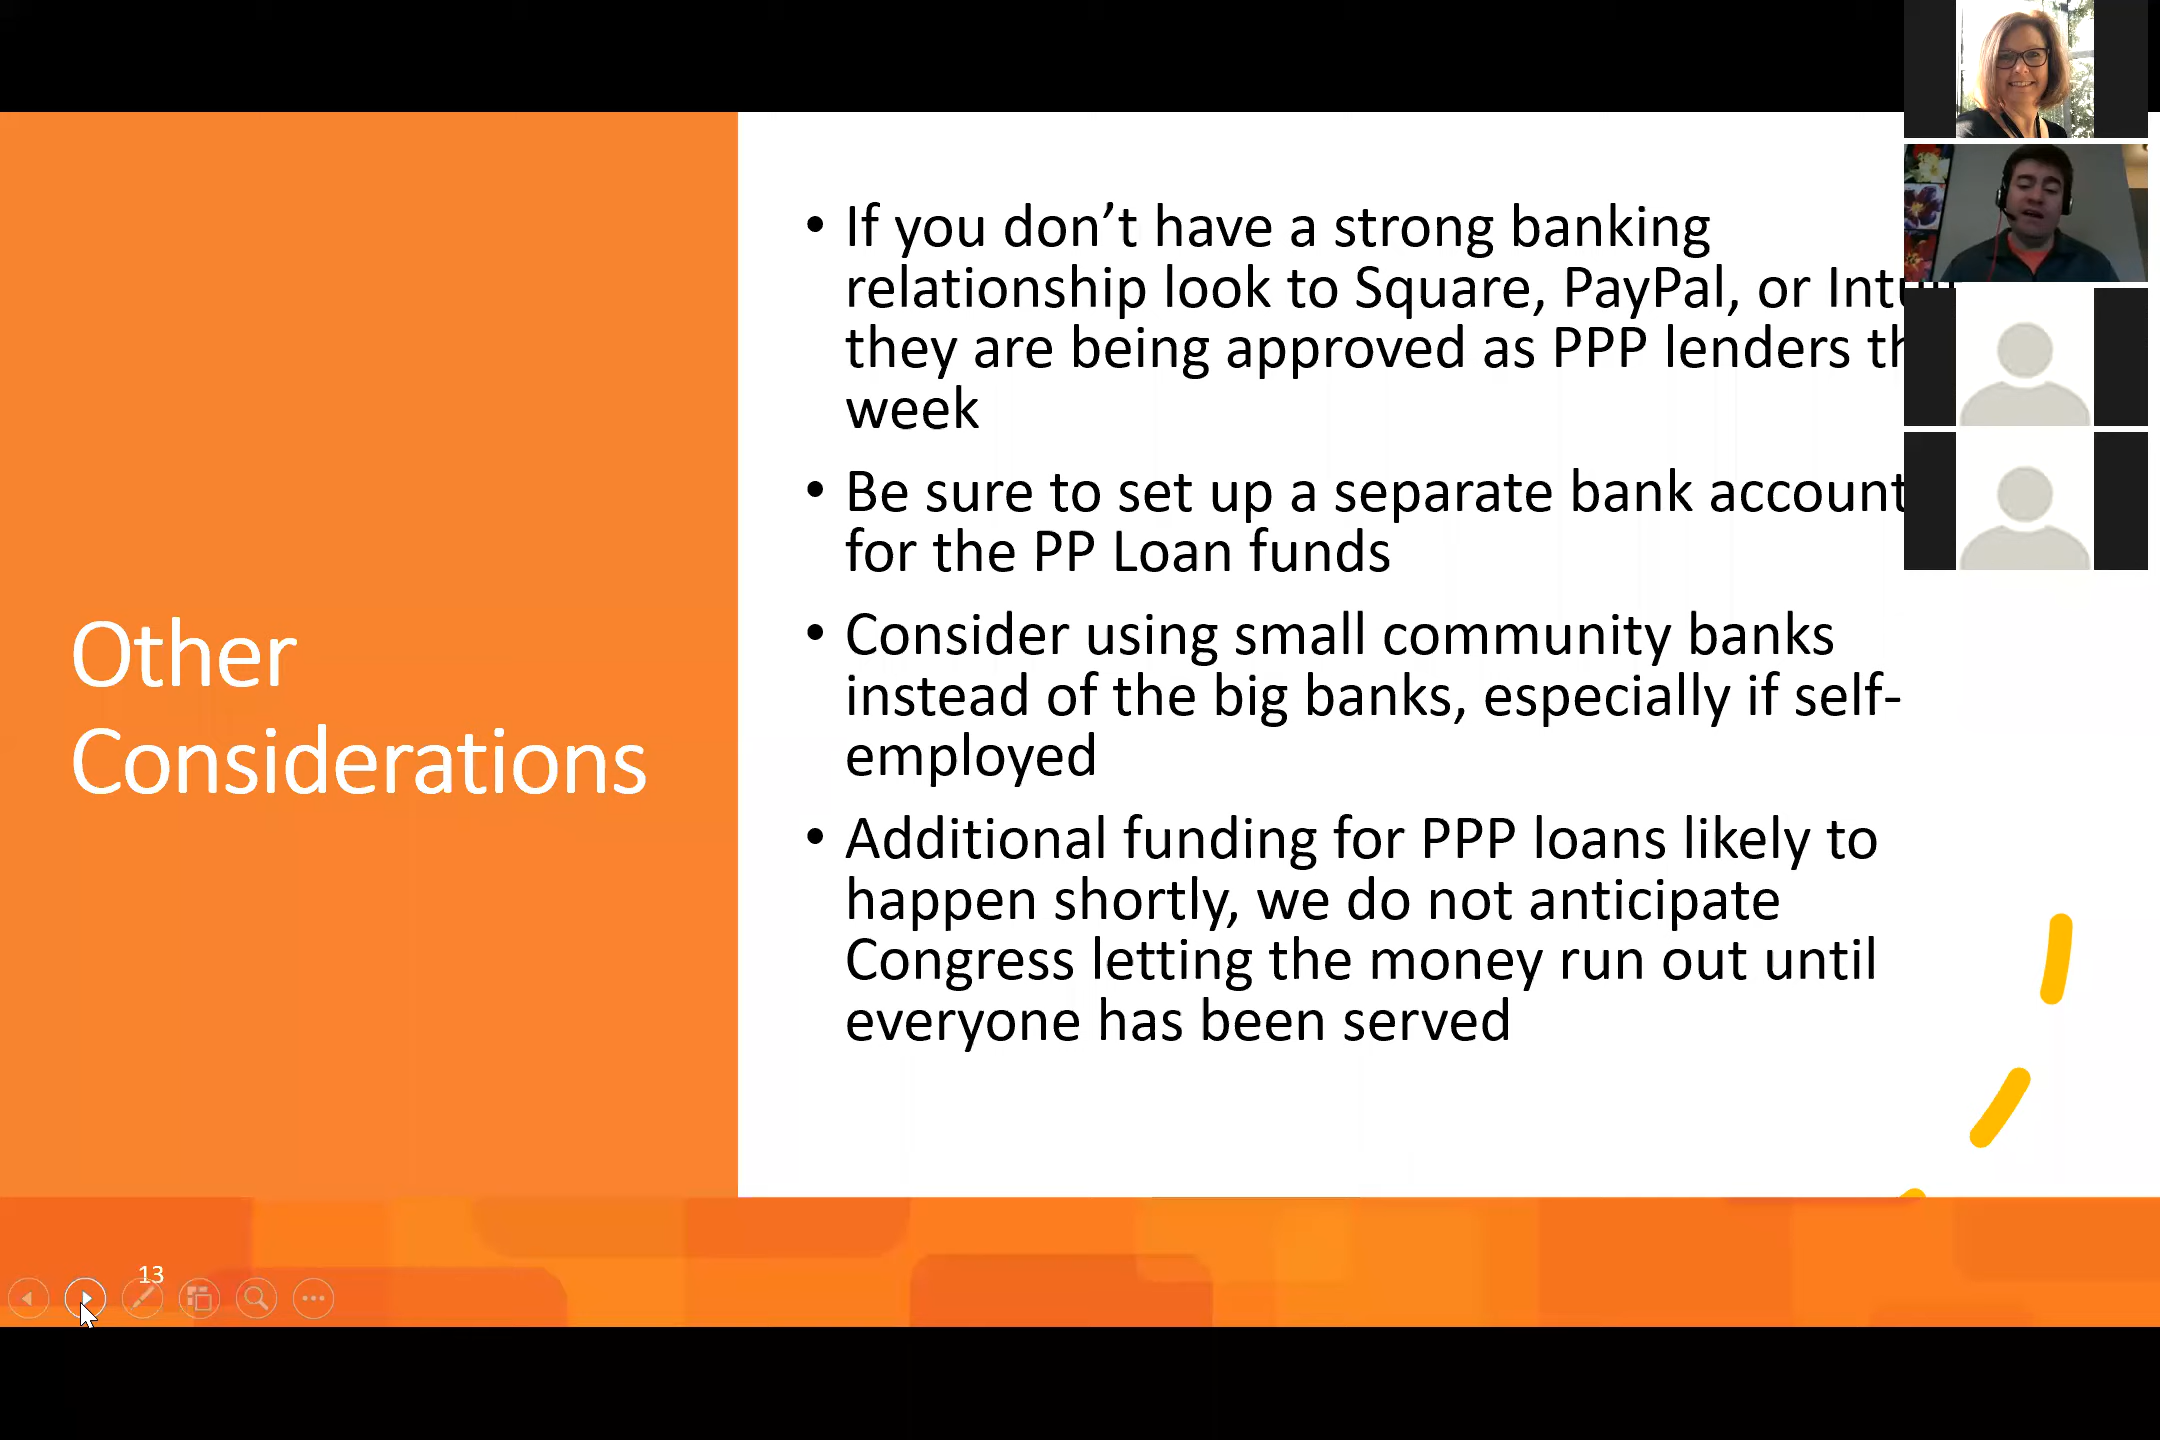 Other
Considerations
• If you don’t have a strong banking
relationship look to Square, PayPal, or
they are being approved as PPP lenders
week
• Be sure to set up a separate bank account
for the PP Loan funds
• Consider using small community banks
instead of the big banks, especially if self-
employed
• Additional funding for PPP loans likely to
happen shortly, we do not anticipate
Congress letting the money run out until
everyone has been served
13